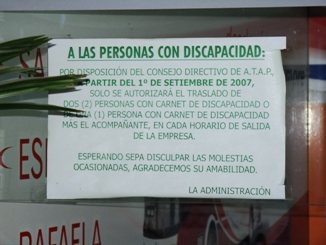 A LAS PERSONAS CON DISCAPACIDAD:
POR DISPOSICIÓN DEL CONSEJO DIRECTIVO DE A.T.A.P.
PARTIR DEL 1º DE SETIEMBRE DE 2007,
SOLO SE AUTORIZARÁ EL TRASLADO DE
DOS (2) PERSONAS CON CARNET DE DISCAPACIDAD O
(1) PERSONA CON CARNET DE DISCAPACIDAD
MÁS EL ACOMPAÑANTE, EN CADA HORARIO DE SALIDA
DE LA EMPRESA.
ESPERANDO SEPA DISCULPAR LAS MOLESTIAS
OCASIONADAS, AGRADECEMOS SU AMABILIDAD.
LA ADMINISTRACIÓN
SA
ES
RAFAELA